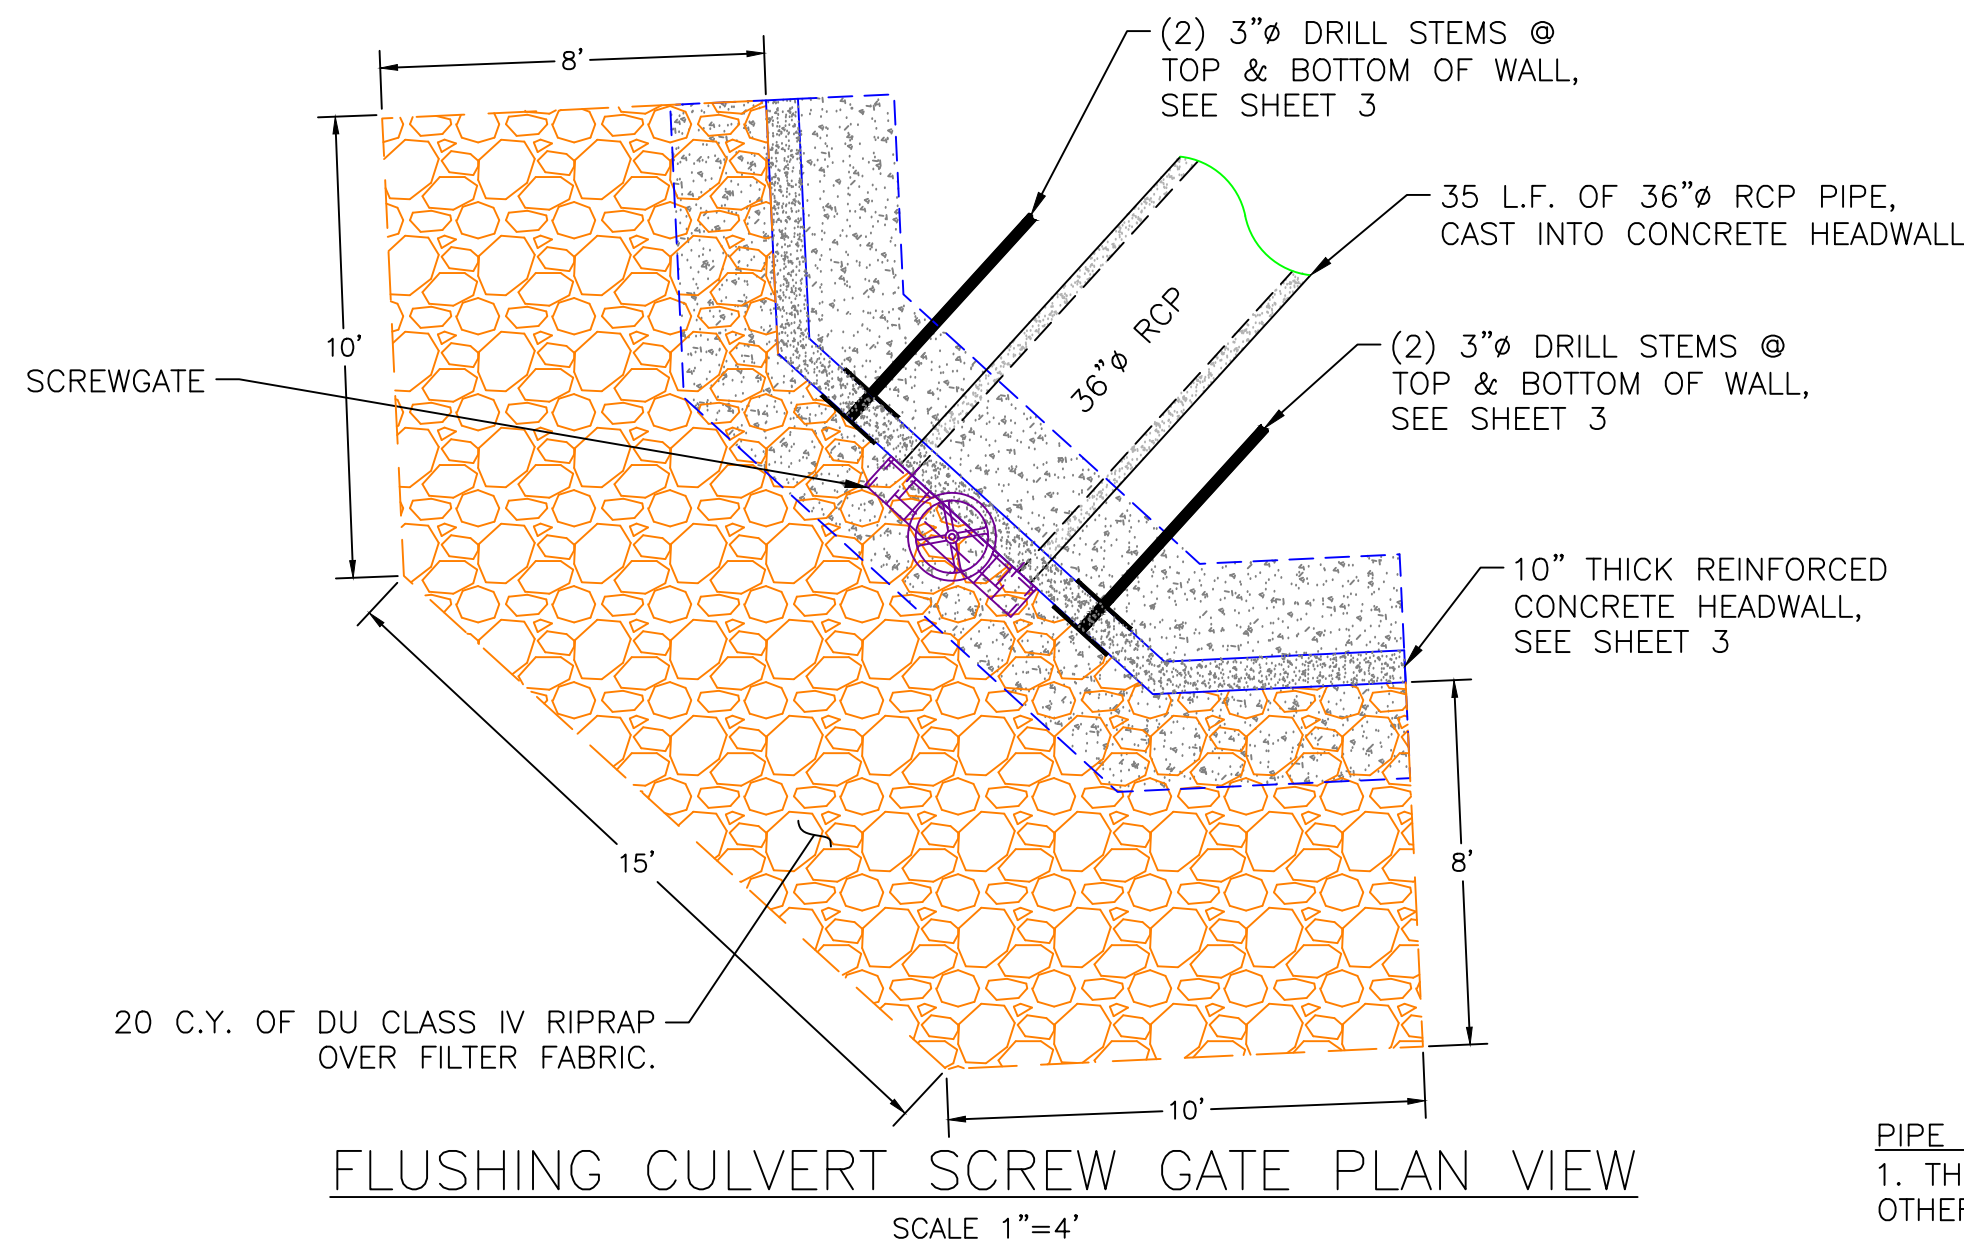 (2) 3"ø DRILL STEMS @
TOP & BOTTOM OF WALL,
SEE SHEET 3
8'
35 L.F. OF 36"ø RCP PIPE,
CAST INTO CONCRETE HEADWALL
36"ø RCP
(2) 3"ø DRILL STEMS @
TOP & BOTTOM OF WALL,
SEE SHEET 3
10'
SCREWGATE
10" THICK REINFORCED
CONCRETE HEADWALL,
SEE SHEET 3
15'
8'
20 C.Y. OF DU CLASS IV RIPRAP
OVER FILTER FABRIC.
10'
FLUSHING CULVERT SCREW GATE PLAN VIEW
SCALE 1"=4'
PIPE
1. TH
OTHER